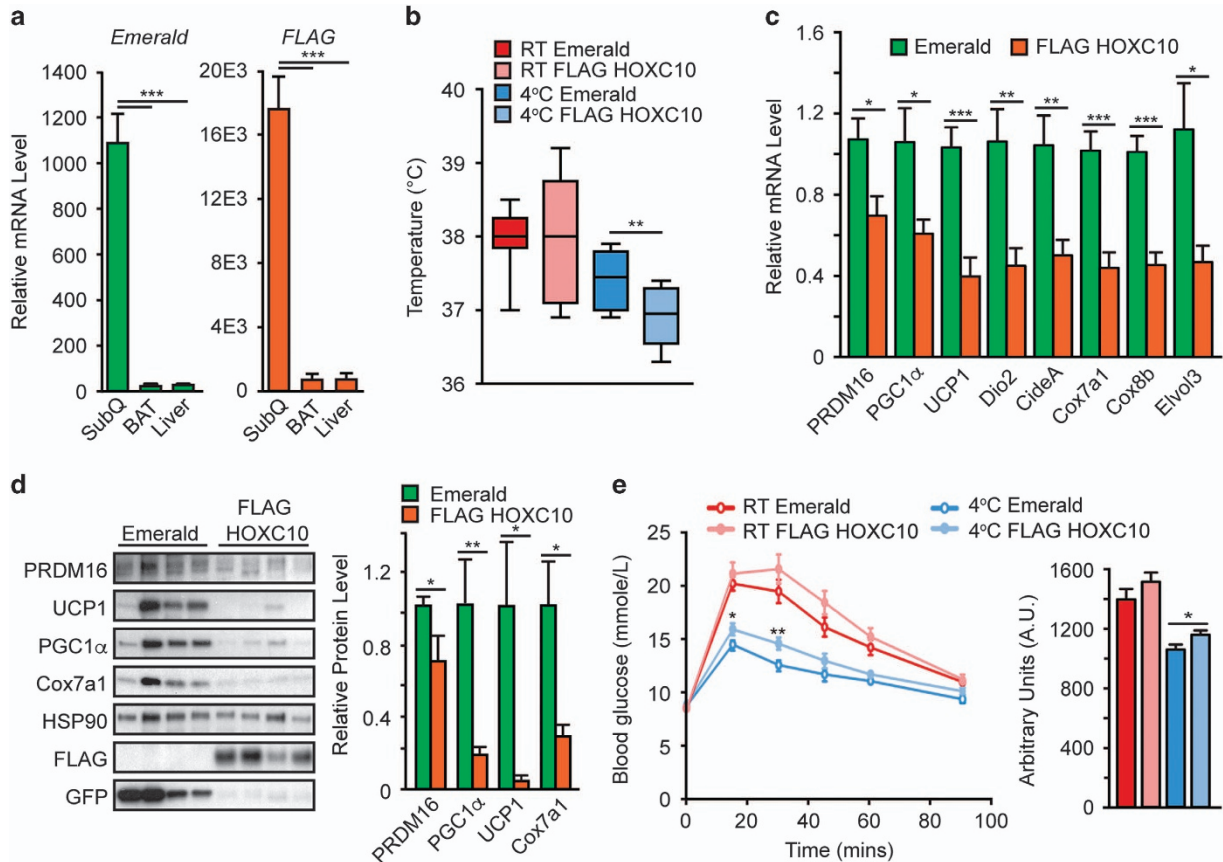 a
Emerald
FLAG
***
***
Relative mRNA Level
1400
1200
1000
800
600
400
200
0
20E3
16E3
12E3
8E3
4E3
0
SubQ
BAT
Liver
SubQ
BAT
Liver
b
RT Emerald
RT FLAG HOXC10
4°C Emerald
4°C FLAG HOXC10
Temperature (°C)
40
39
38
37
36
**
c
Emerald
FLAG HOXC10
Relative mRNA Level
1.6
1.2
0.8
0.4
0
* * *** ** ** *** *** *
PRDM16
PGC1α
UCP1
Dio2
CideA
Cox7a1
Cox8b
Elvol3
d
FLAG
Emerald HOXC10
PRDM16
UCP1
PGC1α
Cox7a1
HSP90
FLAG
GFP
Emerald
FLAG HOXC10
Relative Protein Level
1.2
0.8
0.4
0
* ** * *
PRDM16
PGC1α
UCP1
Cox7a1
e
RT Emerald
RT FLAG HOXC10
4°C Emerald
4°C FLAG HOXC10
Blood glucose (mmole/L)
25
20
15
10
5
0
* **
0 20 40 60 80 100
Time (mins)
Arbitrary Units (A.U.)
1600
1200
800
400
0
*